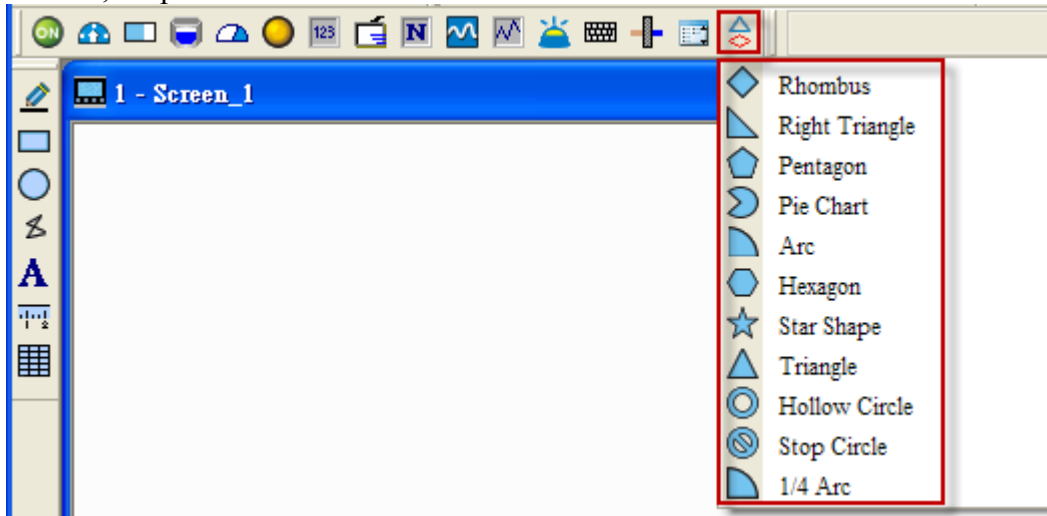 ON
123
N
1 - Screen_1
A
Rhombus
Right Triangle
Pentagon
Pie Chart
Arc
Hexagon
Star Shape
Triangle
Hollow Circle
Stop Circle
1/4 Arc